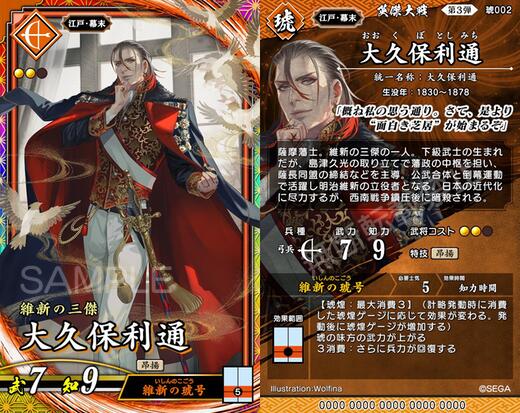 江戸・幕末
SAMPLE
維新の三傑
大久保利通
昂揚
武7 知9
いしんのごごう
維新の號号
5
琥
江戸・幕末
英傑大戦
第3弾
琥002
おおくぼとしみち
大久保利通
統一名称：大久保利通
生没年：1830～1878
「概ね私の思う通り。さて、是より
“面白き芝居”が始まるぞ」
薩摩藩士。維新の三傑の一人。下級武士の生まれ
だが、島津久光の取り立てで藩政の中枢を担い、
薩長同盟の締結などを主導。公武合体と倒幕運動
で活躍し明治維新の立役者となる。日本の近代化
に尽力するが、西南戦争鎮圧後に暗殺される。
兵種 武力 知力 武将コスト
弓兵 7 9
特技 昂揚
いしんのごごう
維新の號号
必要士気 5
効果時間 知力時間
効果範囲
【琥煌：最大消費３】（計略発動時に消費
した琥煌ゲージに応じて効果が変わる。発
動後に琥煌ゲージが増加する）
琥の味方の武力が上がる
３消費：さらに兵力が回復する
Illustration:Wolfina
©SEGA
0000 0000 0000 0000 0000